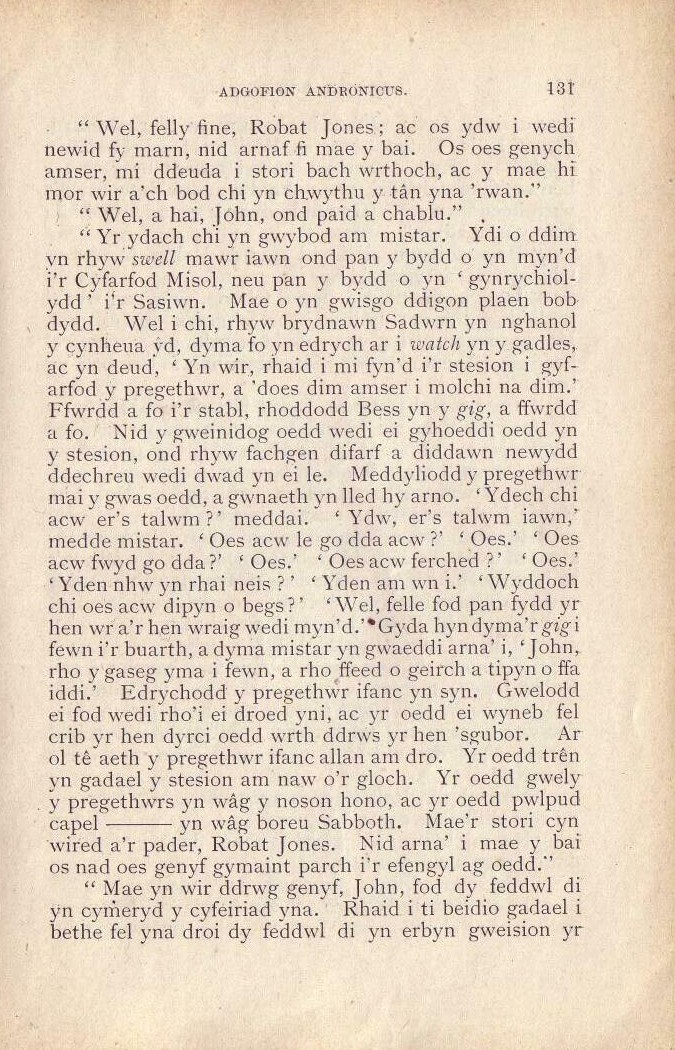 ADGOFION ANDRONICUS. 131
“ Wel, felly fine, Robat Jones; ac os ydw i wedi
newid fy marn, nid arnaf fi mae y bai. Os oes genych
amser, mi ddeuda i stori bach wrthoch, ac y mae hi
mor wir a'ch bod chi yn chwythu y tân yna 'rwan.”
“ Wel, a hai, John, ond paid a chablu.”
“ Yr ydach chi yn gwybod am mistar. Ydi o ddim
yn rhyw swell mawr iawn ond pan y bydd o yn myn'd
i'r Cyfarfod Misol, neu pan y bydd o yn ‘ gynrychiol-
ydd ’ i'r Sasiwn. Mae o yn gwisgo ddigon plaen bob
dydd. Wel i chi, rhyw brydnawn Sadwrn yn nghanol
y cynheua ŷd, dyma fo yn edrych ar i watch yn y gadles,
ac yn deud, ‘ Yn wir, rhaid i mi fyn'd i'r stesion i gyf-
arfod y pregethwr, a 'does dim amser i molchi na dim.’
Ffwrdd a fo i'r stabl, rhoddodd Bess yn y gig, a ffwrdd
a fo. Nid y gweinidog oedd wedi ei gyhoeddi oedd yn
y stesion, ond rhyw fachgen difarf a diddawn newydd
ddechreu wedi dwad yn ei le. Meddyliodd y pregethwr
mai y gwas oedd, a gwnaeth yn lled hy arno. ‘ Ydech chi
acw er's talwm ?’ meddai. ‘ Ydw, er's talwm iawn,’
medde mistar. ‘ Oes acw le go dda acw ?’ ‘ Oes.’ ‘ Oes
acw fwyd go dda?’ ‘ Oes.’ ‘ Oes acw ferched ?’ ‘ Oes.’
‘ Yden nhw yn rhai neis ? ’ ‘ Yden am wn i.’ ‘ Wyddoch
chi oes acw dipyn o begs ?’ ‘ Wel, felle fod pan fydd yr
hen wr a'r hen wraig wedi myn'd.’ Gyda hyn dyma'r gig i
fewn i'r buarth, a dyma mistar yn gwaeddi arna' i, ‘ John,
rho y gaseg yma i fewn, a rho ffeed o geirch a tipyn o ffa
iddi.’ Edrychodd y pregethwr ifanc yn syn. Gwelodd
ei fod wedi rho'i ei droed yni, ac yr oedd ei wyneb fel
crib yr hen dyrci oedd wrth ddrws yr hen 'sgubor. Ar
ol tê aeth y pregethwr ifanc allan am dro. Yr oedd trên
yn gadael y stesion am naw o'r gloch. Yr oedd gwely
y pregethwrs yn wâg y noson hono, ac yr oedd pwlpud
capel ——— yn wâg boreu Sabboth. Mae'r stori cyn
wired a'r pader, Robat Jones. Nid arna' i mae y bai
os nad oes genyf gymaint parch i'r efengyl ag oedd.”
“ Mae yn wir ddrwg genyf, John, fod dy feddwl di
yn cymeryd y cyfeiriad yna. Rhaid i ti beidio gadael i
bethe fel yna droi dy feddwl di yn erbyn gweision yr